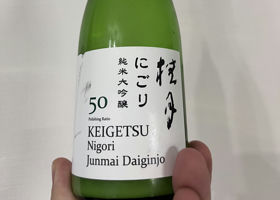 桂月
にごり
純米大吟醸
50
Polishing Ratio
KEIGETSU
Nigori
Junmai Daiginjo